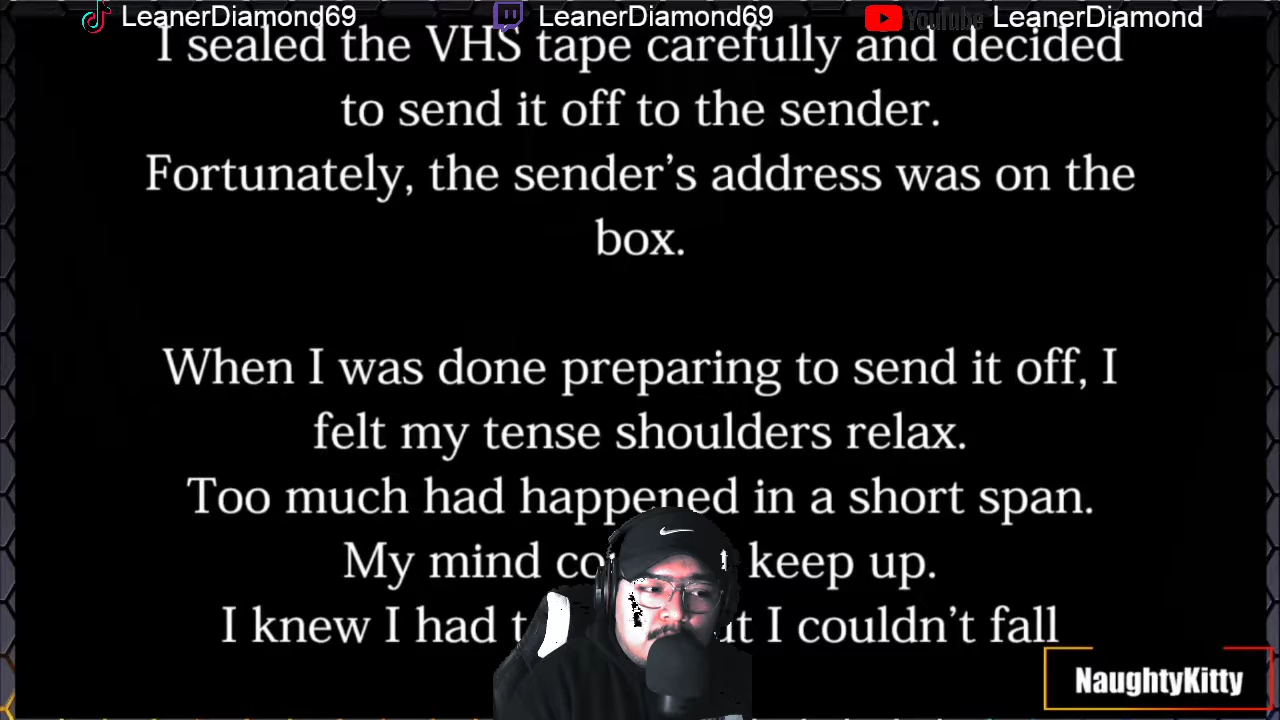 LeanerDiamond69 LeanerDiamond69 YouTube LeanerDiamond
I sealed the VHS tape carefully and decided
to send it off to the sender.
Fortunately, the sender’s address was on the
box.
When I was done preparing to send it off, I
felt my tense shoulders relax.
Too much had happened in a short span.
My mind keep up.
I knew I had I couldn’t fall
NaughtyKitty